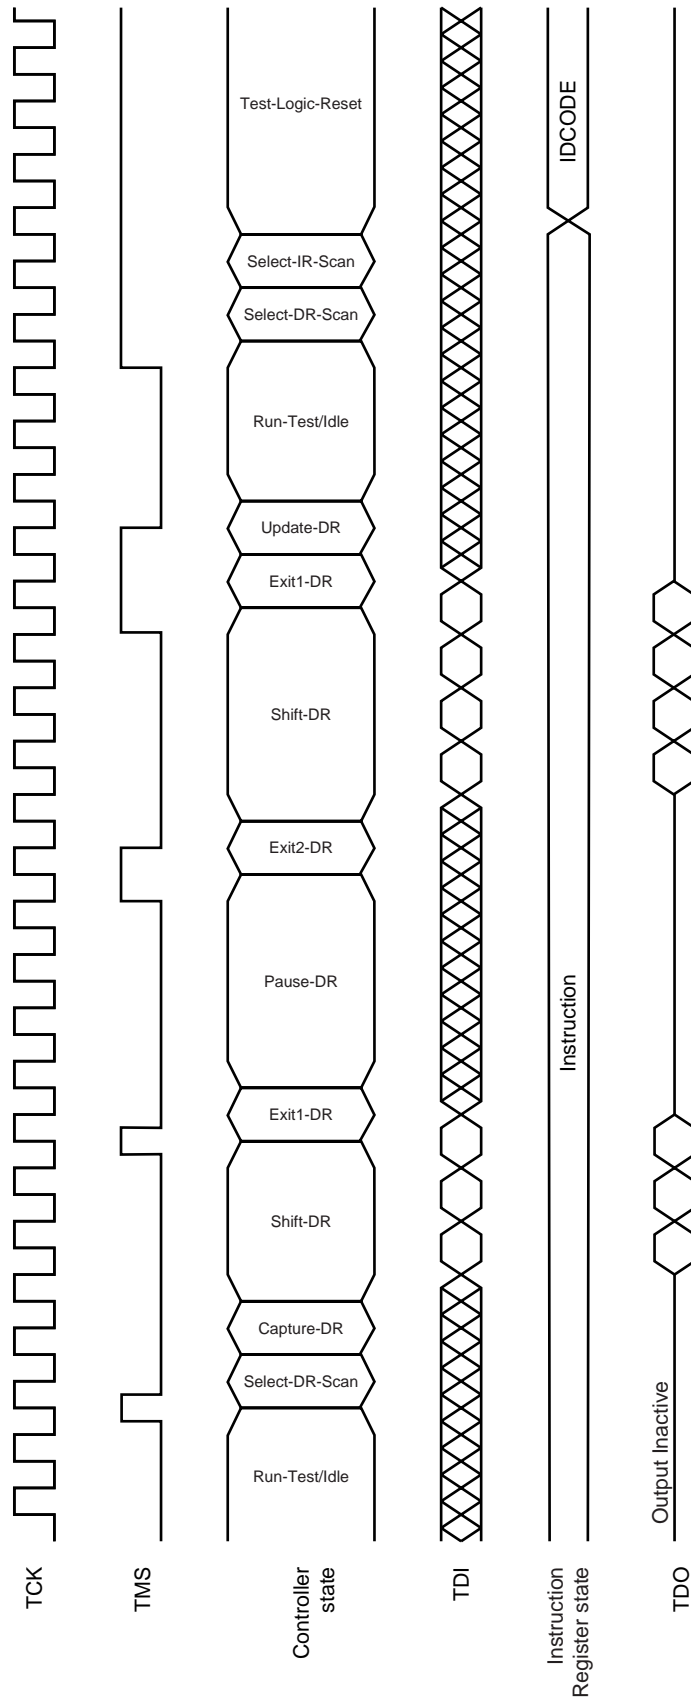 Test-Logic-Reset
IDCODE
Select-IR-Scan
Select-DR-Scan
Run-Test/Idle
Update-DR
Exit1-DR
Shift-DR
Exit2-DR
Pause-DR
Instruction
Exit1-DR
Shift-DR
Capture-DR
Select-DR-Scan
Output Inactive
Run-Test/Idle
TCK
TMS
Controller
state
TDI
Instruction
Register state
TDO